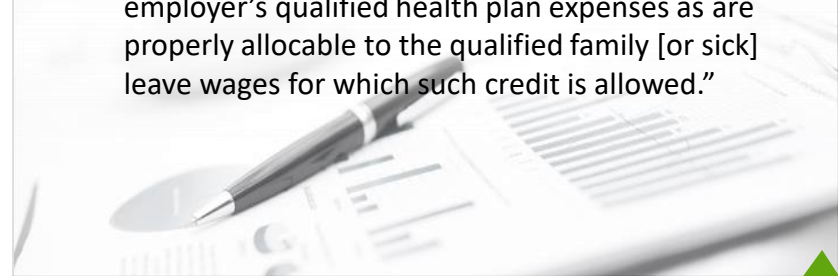 employer’s qualified health plan expenses as are
properly allocable to the qualified family [or sick]
leave wages for which such credit is allowed.”